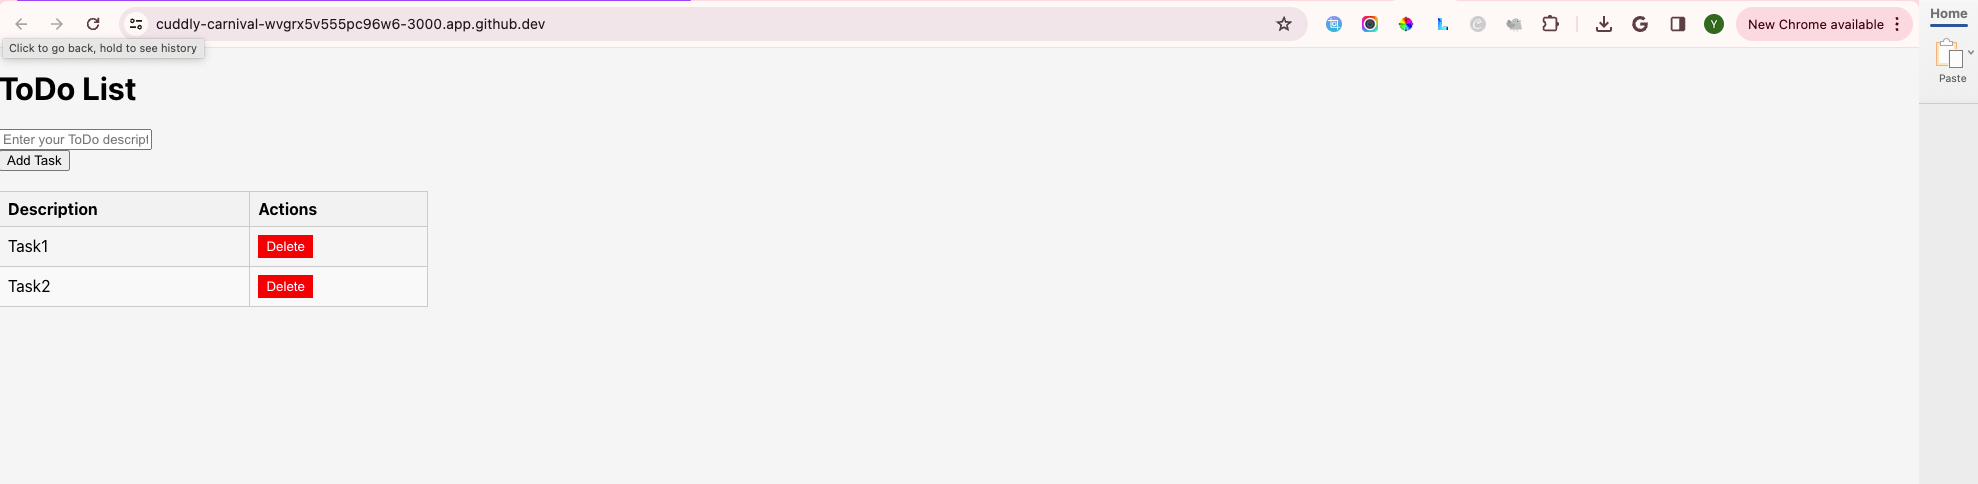 cuddly-carnival-wvgrx5v555pc96w6-3000.app.github.dev
G
Y
New Chrome available
Home
Click to go back, hold to see history
Paste
ToDo List
Enter your ToDo descript
Add Task
Description Actions
Task1 Delete
Task2 Delete